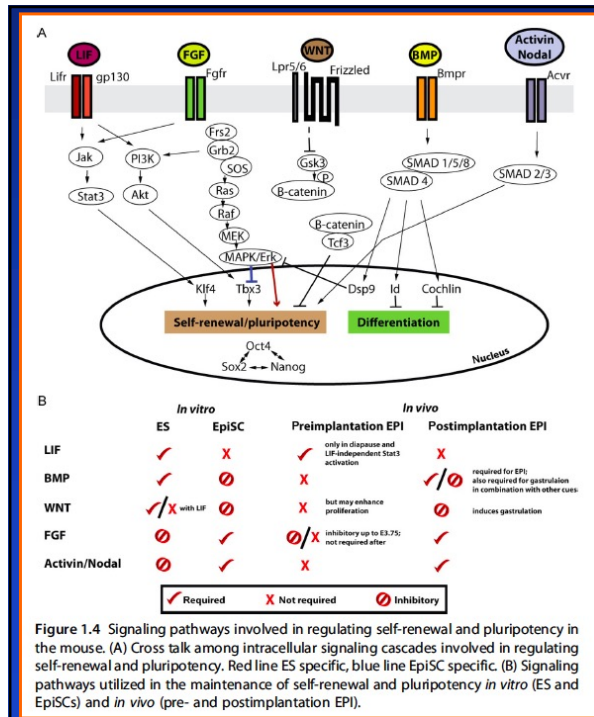 A
LIF
FGF
WNT
BMP
Activin
Nodal
Lifr
gp130
Fgfr
Lpr5/6
Frizzled
Bmpr
Acvr
Frs2
Grb2
SOS
Jak
PI3K
Gsk3
P
B-catenin
SMAD 1/5/8
SMAD 4
SMAD 2/3
Stat3
Akt
Ras
Raf
MEK
MAPK/Erk
B-catenin
Tcf3
Klf4
Tbx3
Dsp9
Id
Cochlin
Self-renewal/pluripotency
Differentiation
Oct4
Sox2
Nanog
Nucleus
B
In vitro
In vivo
ES
EpiSC
Preimplantation EPI
Postimplantation EPI
LIF
only in diapause and
LIF-independent Stat3
activation
BMP
required for EPI;
also required for gastrulaion
in combination with other cues
WNT
with LIF
but may enhance
proliferation
induces gastrulation
FGF
inhibitory up to E3.75;
not required after
Activin/Nodal
Required
Not required
Inhibitory
Figure 1.4 Signaling pathways involved in regulating self-renewal and pluripotency in
the mouse. (A) Cross talk among intracellular signaling cascades involved in regulating
self-renewal and pluripotency. Red line ES specific, blue line EpiSC specific. (B) Signaling
pathways utilized in the maintenance of self-renewal and pluripotency in vitro (ES and
EpiSCs) and in vivo (pre- and postimplantation EPI).